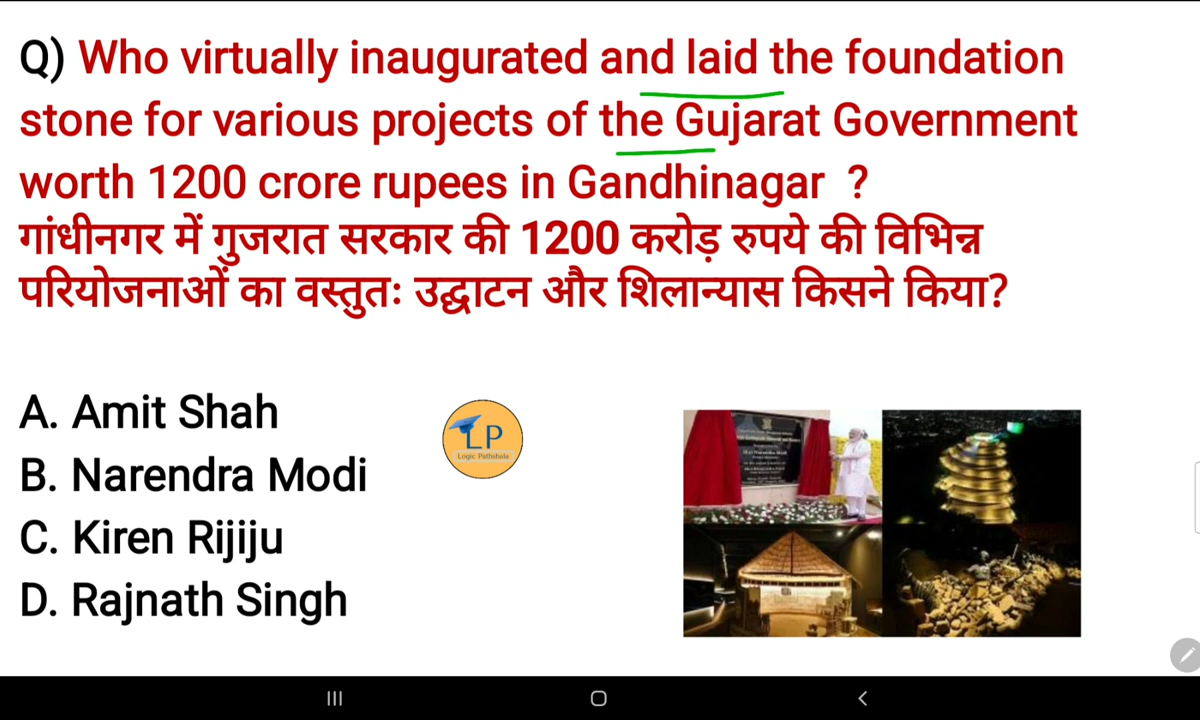 Q) Who virtually inaugurated and laid the foundation
stone for various projects of the Gujarat Government
worth 1200 crore rupees in Gandhinagar ?
गांधीनगर में गुजरात सरकार की 1200 करोड़ रुपये की विभिन्न
परियोजनाओं का वस्तुतः उद्घाटन और शिलान्यास किसने किया?
A. Amit Shah
B. Narendra Modi
C. Kiren Rijiju
D. Rajnath Singh
LP
Logic Pathshala